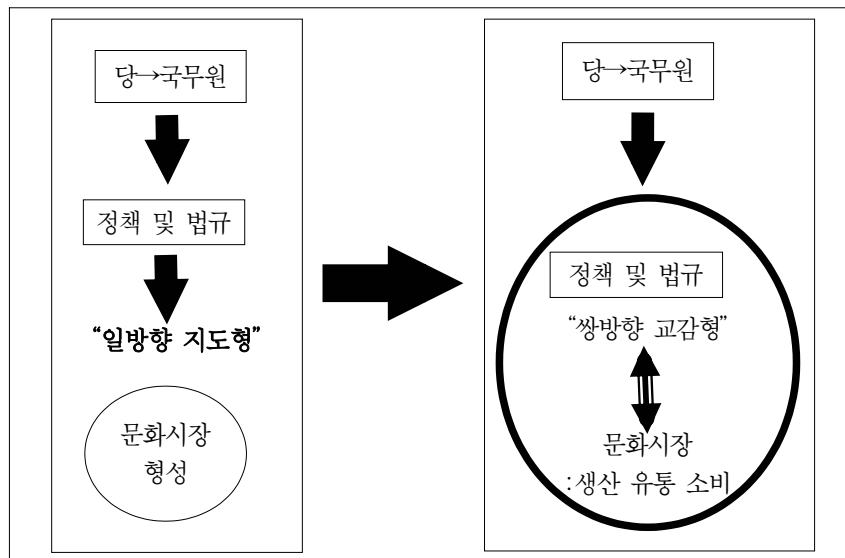 당→국무원
정책 및 법규
“일방향 지도형”
문화시장
형성
당→국무원
정책 및 법규
“쌍방향 교감형”
문화시장
:생산 유통 소비